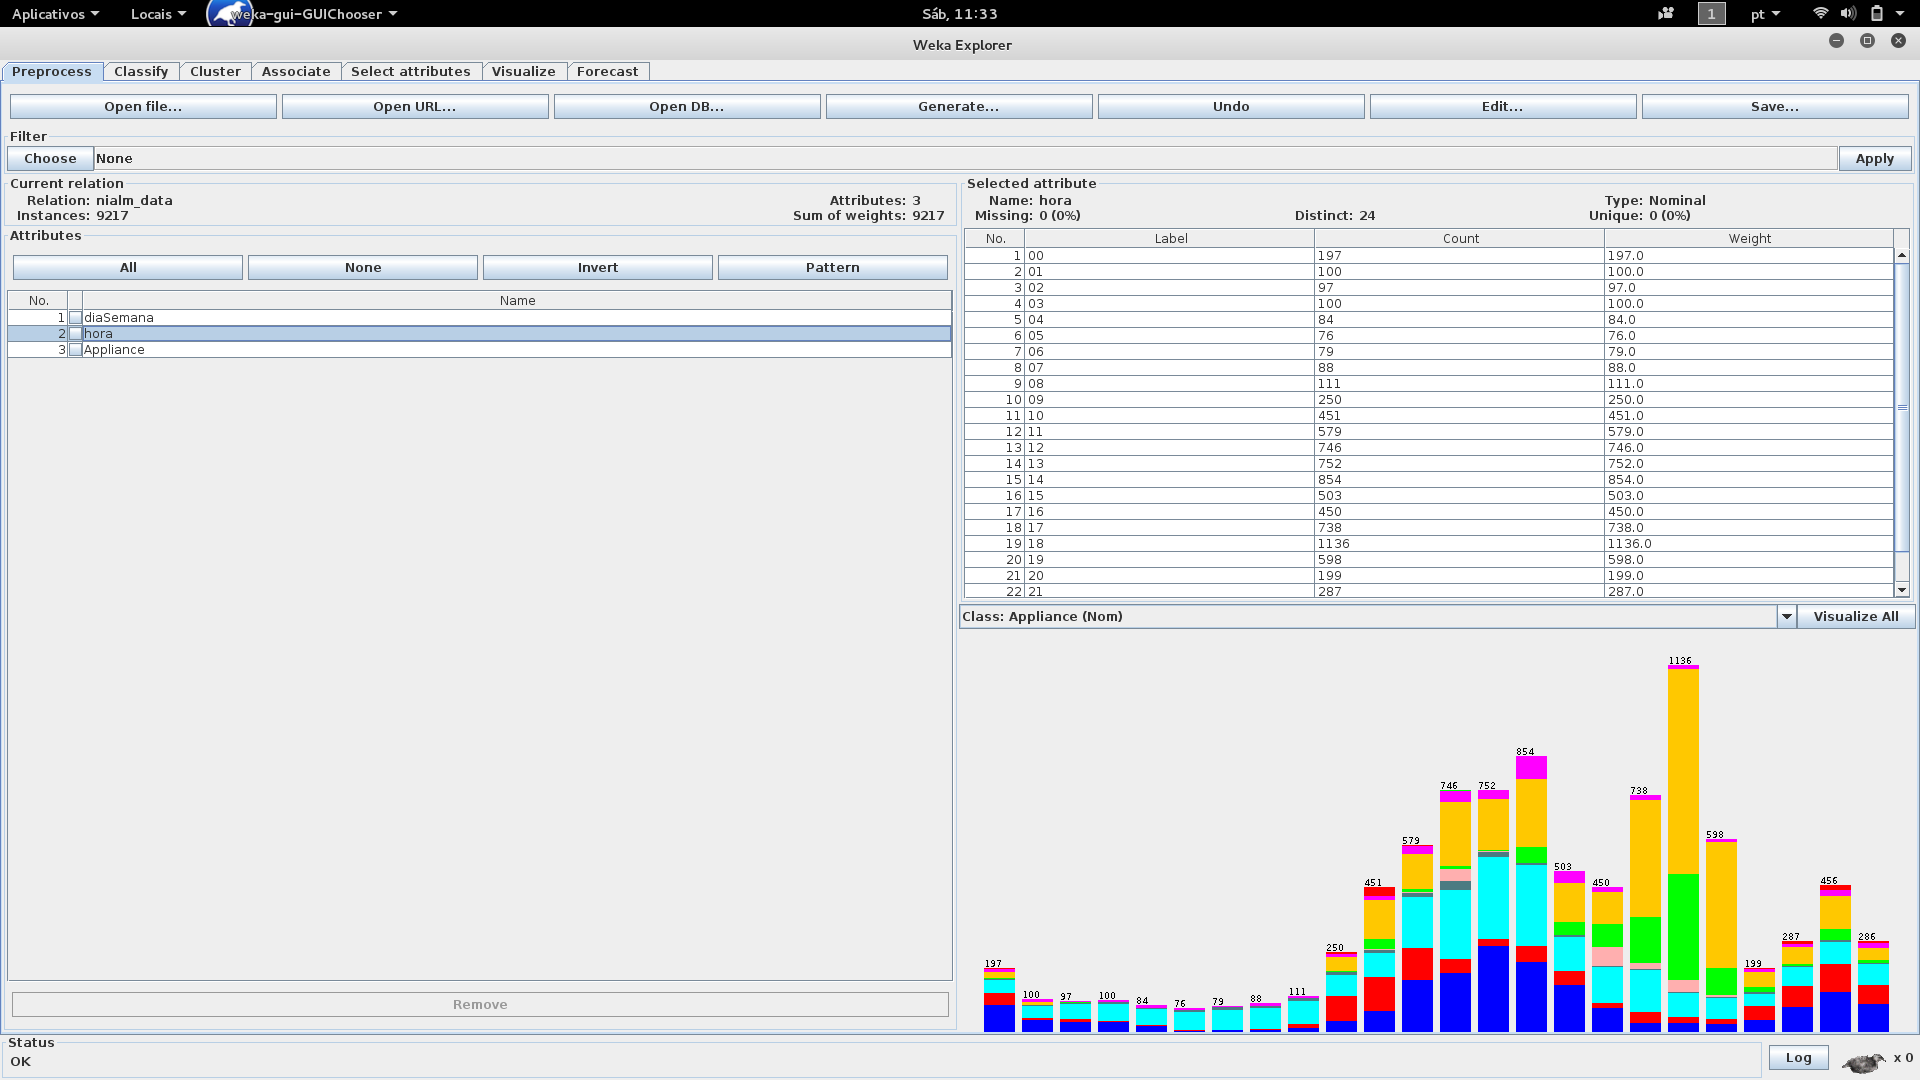 Aplicativos Locais weka-gui-GUIChooser Sáb, 11:33 1 pt
Weka Explorer
Preprocess Classify Cluster Associate Select attributes Visualize Forecast
Open file... Open URL... Open DB... Generate... Undo Edit... Save...
Filter
Choose None Apply
Current relation
Relation: nialm_data Attributes: 3
Instances: 9217 Sum of weights: 9217
Attributes
All None Invert Pattern
No. Name
1 diaSemana
2 hora
3 Appliance
Remove
Selected attribute
Name: hora Type: Nominal
Missing: 0 (0%) Distinct: 24 Unique: 0 (0%)
No. Label Count Weight
1 00 197 197.0
2 01 100 100.0
3 02 97 97.0
4 03 100 100.0
5 04 84 84.0
6 05 76 76.0
7 06 79 79.0
8 07 88 88.0
9 08 111 111.0
10 09 250 250.0
11 10 451 451.0
12 11 579 579.0
13 12 746 746.0
14 13 752 752.0
15 14 854 854.0
16 15 503 503.0
17 16 450 450.0
18 17 738 738.0
19 18 1136 1136.0
20 19 598 598.0
21 20 199 199.0
22 21 287 287.0
Class: Appliance (Nom) Visualize All
197 100 97 100 84 76 79 88 111 250 451 579 746 752 854 503 450 738 1136 598 199 287 456 286
Status
OK
Log x 0